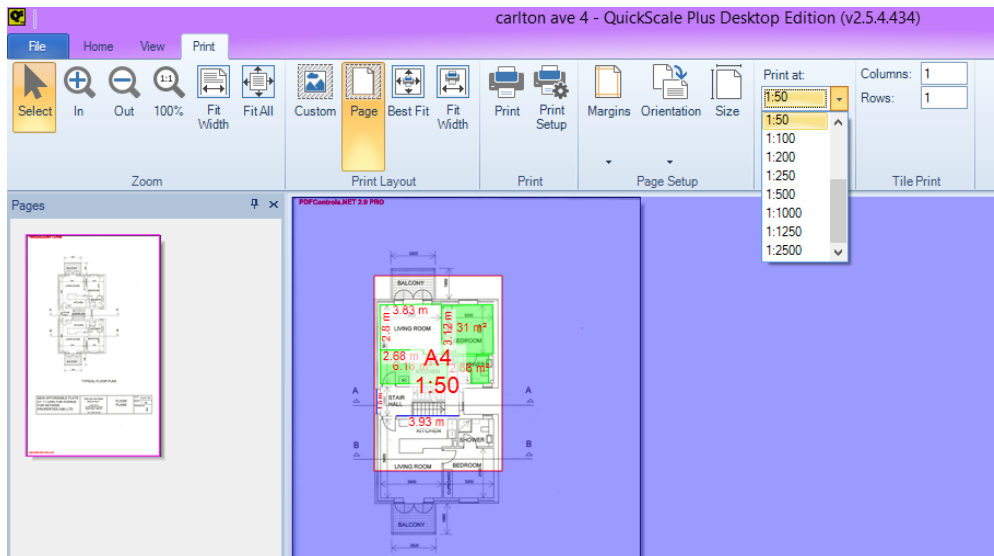 QS
carlton ave 4 - QuickScale Plus Desktop Edition (v2.5.4.434)
File Home View Print
Select In Out 100% Fit Width Fit All
1:1
Custom Page Best Fit Fit Width
Print Print Setup
Margins Orientation Size
Print at:
1:50
Columns: 1
Rows: 1
Zoom Print Layout Print Page Setup Tile Print
1:50
1:100
1:200
1:250
1:500
1:1000
1:1250
1:2500
Pages
TYPICAL FLOOR PLAN
FLOOR
PLANS
PDFControls.NET 2.0 PRO
BALCONY
3.83 m
2.8 m
LIVING ROOM
3.12 m
31 m²
BEDROOM
2.68 m
A4
1:50
STAIR
HALL
A A
3.93 m
KITCHEN
SHOWER
B B
LIVING ROOM BEDROOM
BALCONY